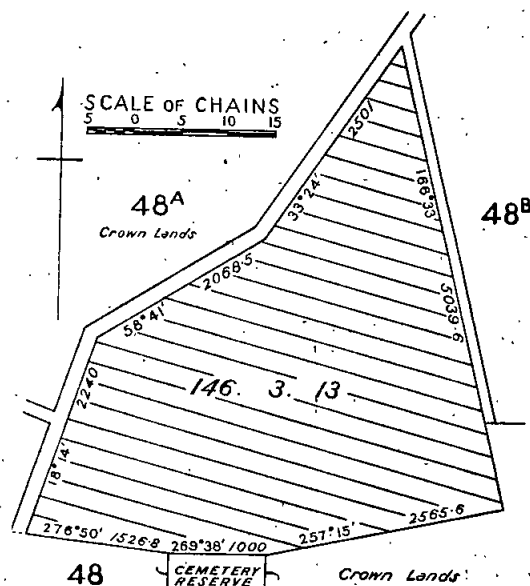 SCALE OF CHAINS
5 0 5 10 15
48A
Crown Lands
48B
2501
33°24'
166°33'
5039·6
2068·5
58°41'
146. 3. 13
2240
18°14'
276°50' 1526·8
269°38' 1000
257°15' 2565·6
48
CEMETERY
RESERVE
Crown Lands